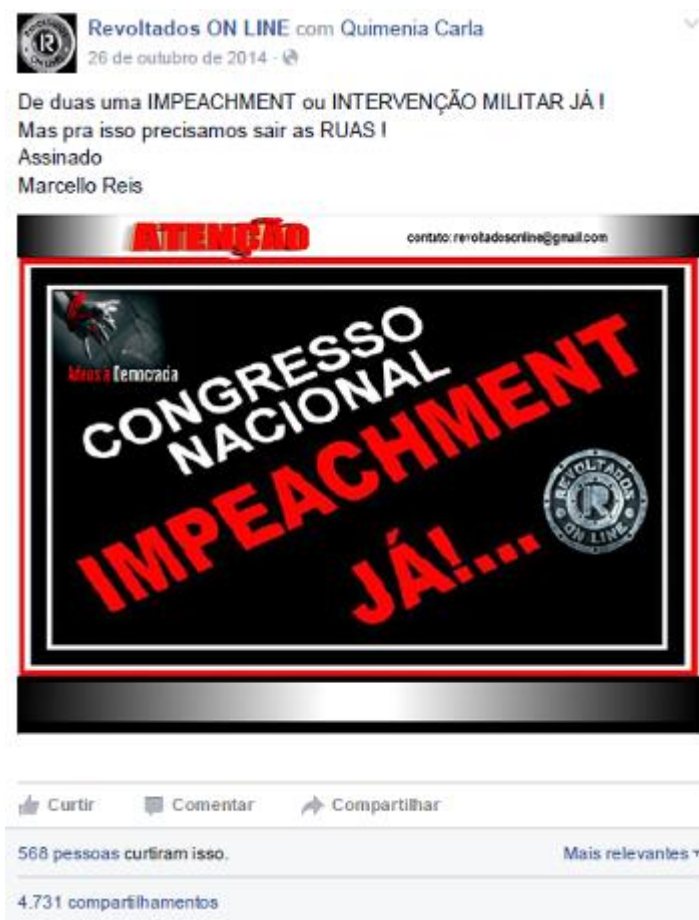 Revoltados ON LINE com Quimenia Carla
26 de outubro de 2014
De duas uma IMPEACHMENT ou INTERVENÇÃO MILITAR JÁ !
Mas pra isso precisamos sair as RUAS !
Assinado
Marcello Reis
ATENÇÃO
contato: revoltadosonline@gmail.com
Adeus a Democracia
CONGRESSO
NACIONAL
IMPEACHMENT
JÁ!....
REVOLTADOS
R
ON LINE
Curtir Comentar Compartilhar
568 pessoas curtiram isso.
Mais relevantes
4.731 compartilhamentos